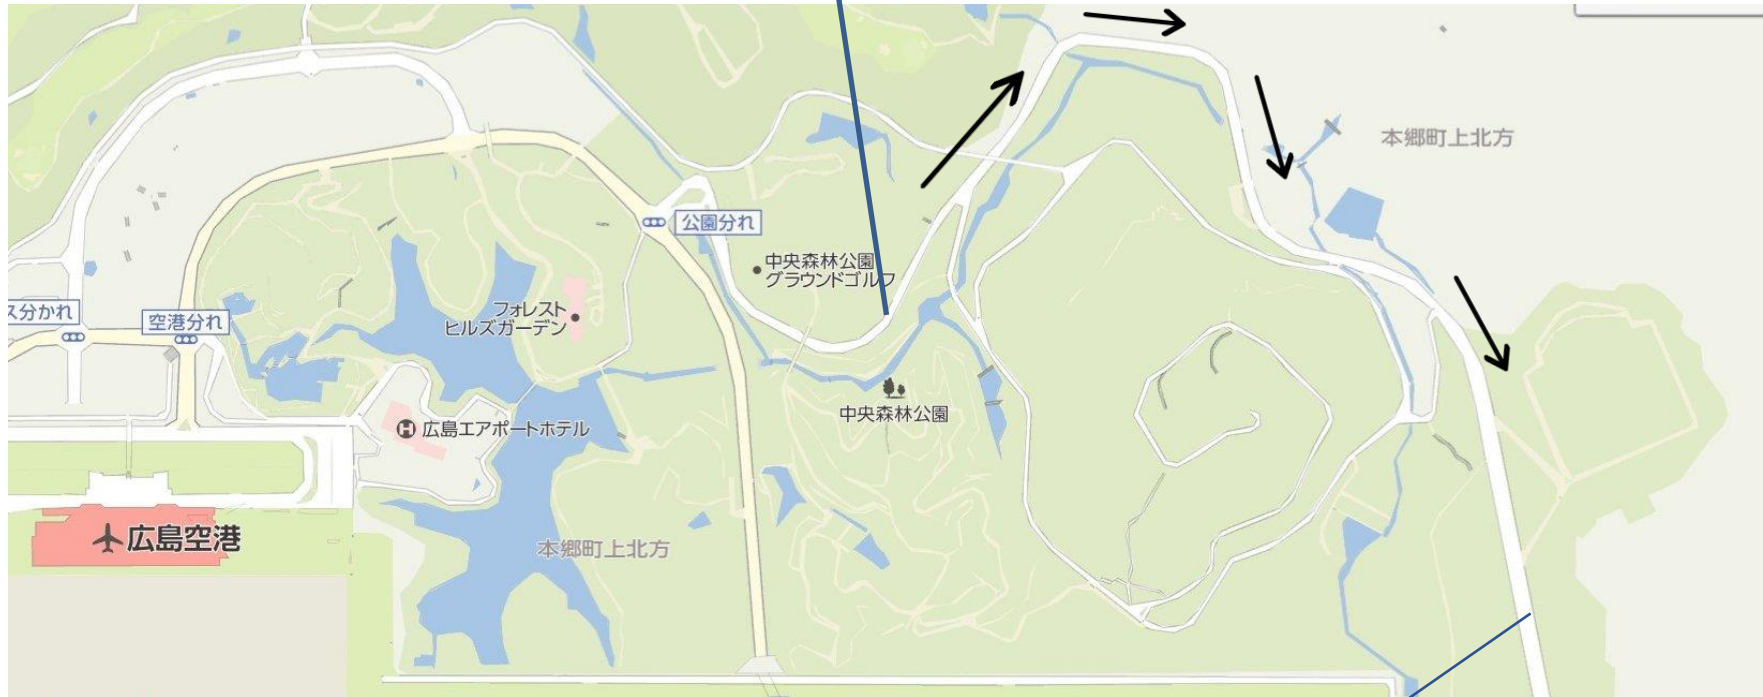 本郷町上北方
公園分れ
中央森林公園
グラウンドゴルフ
フォレスト
ヒルズガーデン
ス分かれ
空港分れ
中央森林公園
H 広島エアポートホテル
広島空港
本郷町上北方